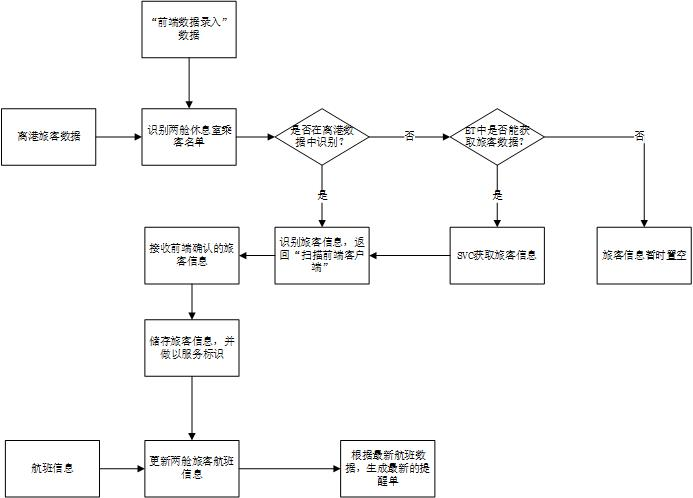 “前端数据录入”
数据
离港旅客数据
识别两舱休息室乘
客名单
是否在离港数
据中识别？
否
ET中是否能获
取旅客数据？
否
是
是
接收前端确认的旅
客信息
识别旅客信息，返
回“扫描前端客户
端”
SVC获取旅客信息
旅客信息暂时置空
储存旅客信息，并
做以服务标识
航班信息
更新两舱旅客航班
信息
根据最新航班数
据，生成最新的提
醒单